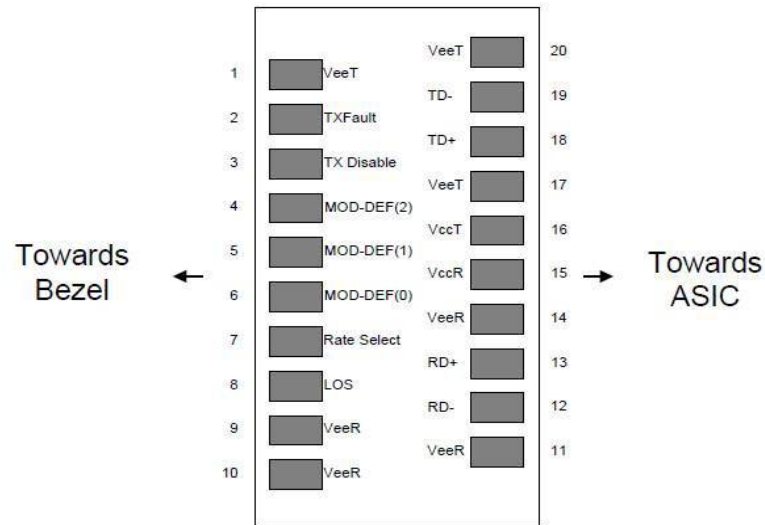 VeeT 20
1 VeeT
TD- 19
2 TXFault
TD+ 18
3 TX Disable
VeeT 17
4 MOD-DEF(2)
VccT 16
5 MOD-DEF(1)
Towards
Bezel
VccR 15
Towards
ASIC
6 MOD-DEF(0)
VeeR 14
7 Rate Select
RD+ 13
8 LOS
RD- 12
9 VeeR
VeeR 11
10 VeeR